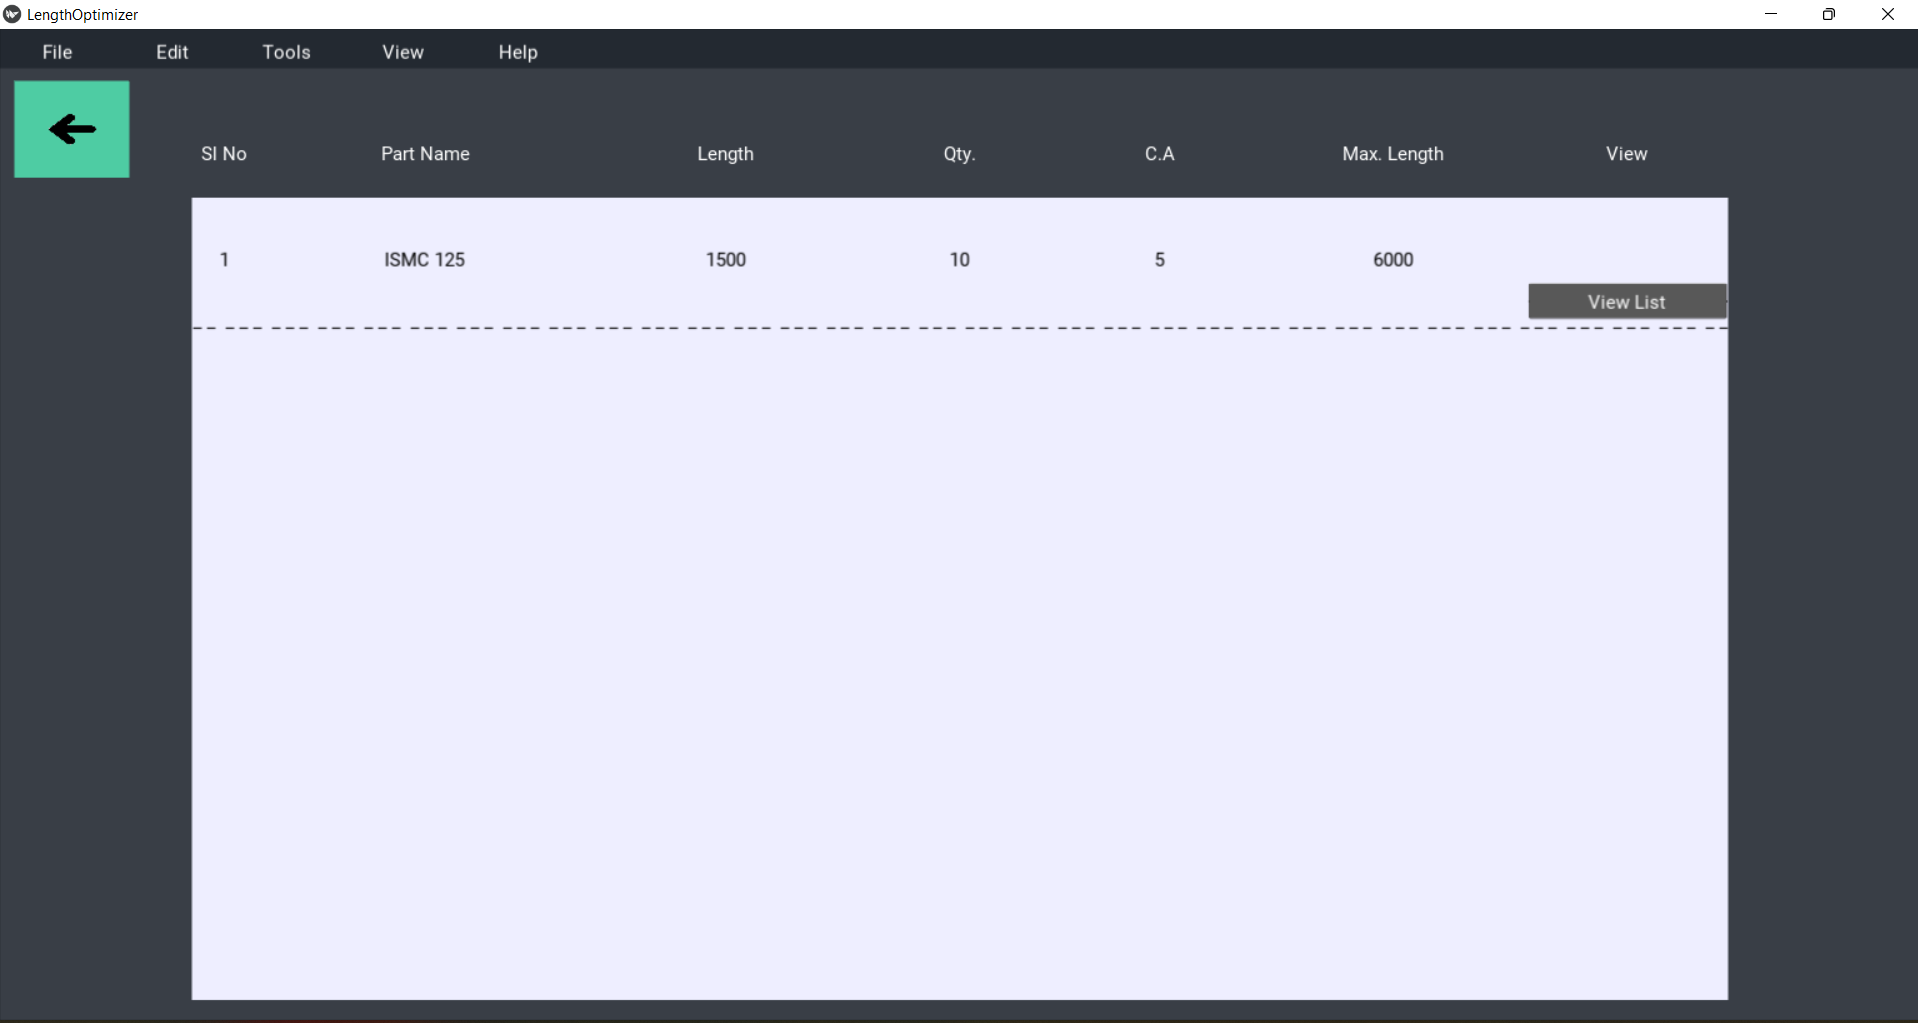 LengthOptimizer
File Edit Tools View Help
Sl No Part Name Length Qty. C.A Max. Length View
1 ISMC 125 1500 10 5 6000
View List